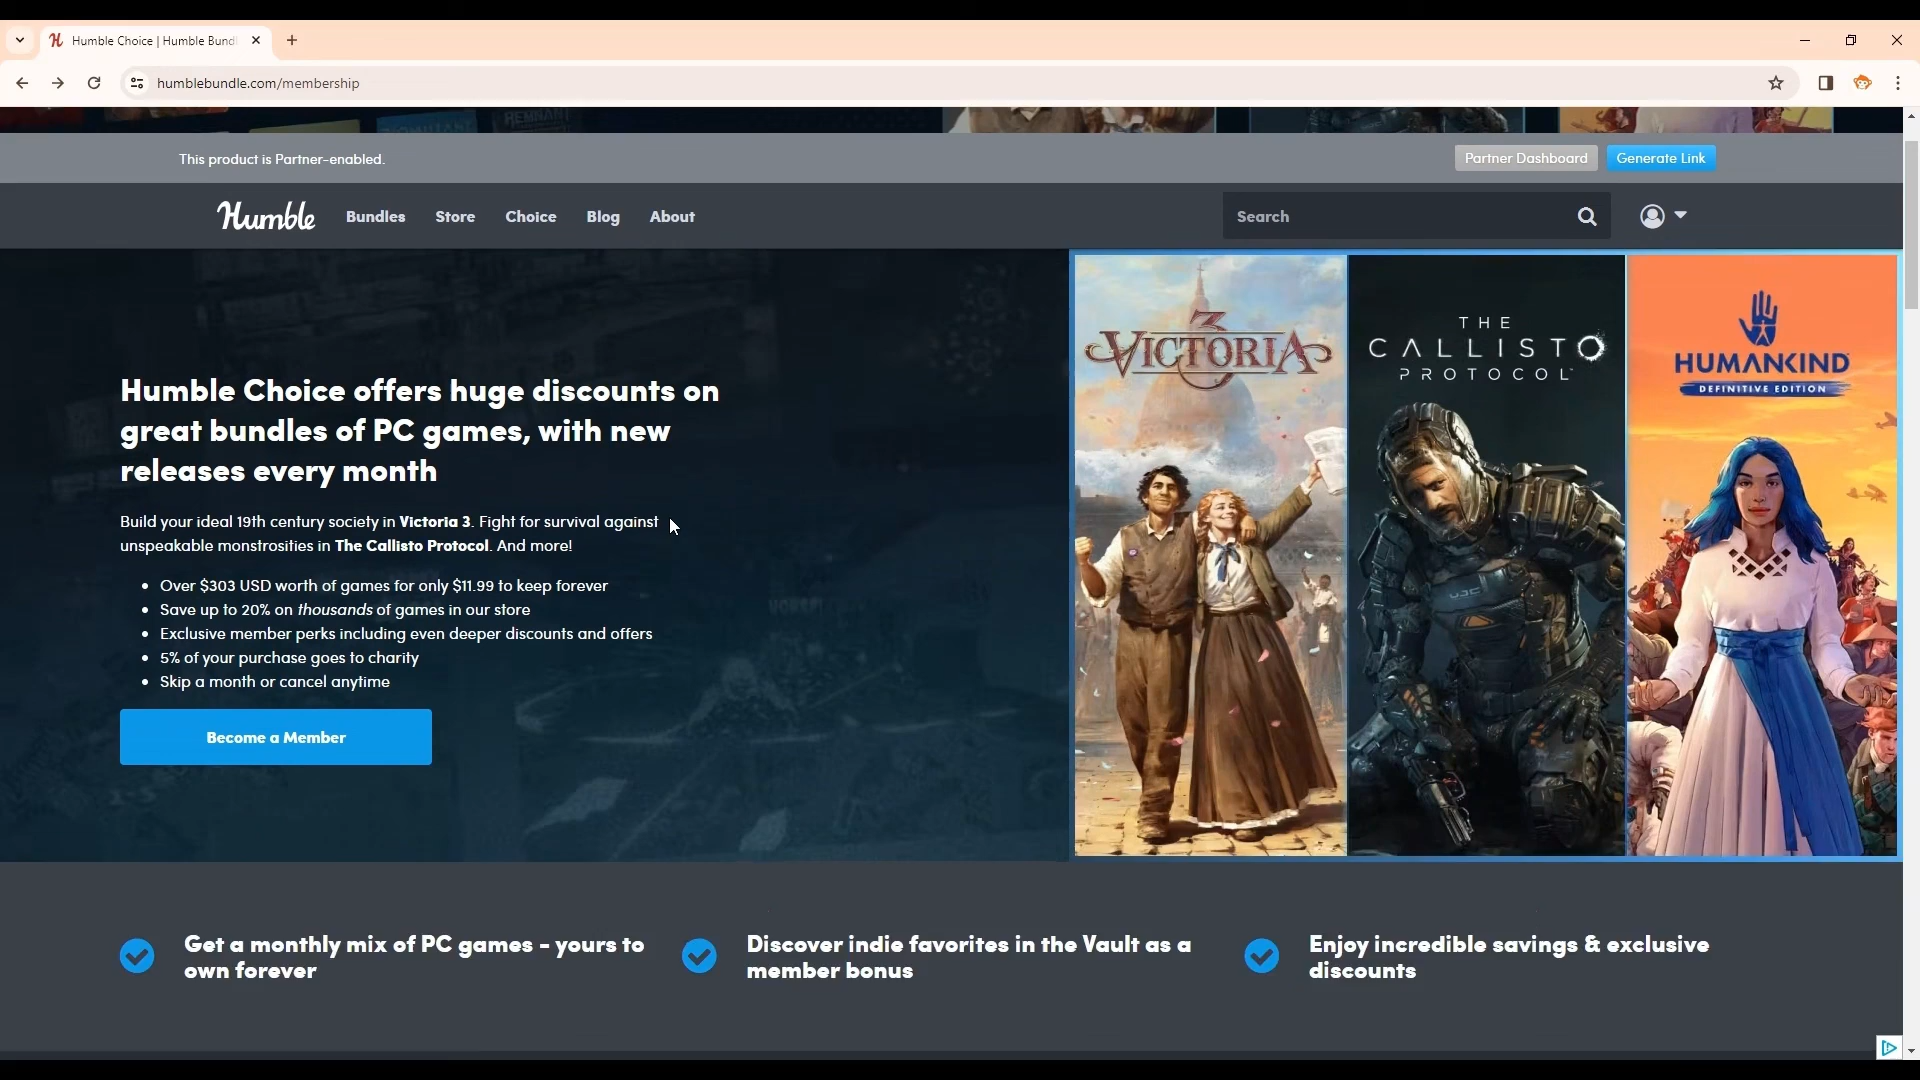 Humble Choice | Humble Bund
humblebundle.com/membership
This product is Partner-enabled.
Partner Dashboard
Generate Link
Humble
Bundles
Store
Choice
Blog
About
Search
Humble Choice offers huge discounts on
great bundles of PC games, with new
releases every month
Build your ideal 19th century society in Victoria 3. Fight for survival against
unspeakable monstrosities in The Callisto Protocol. And more!
Over $303 USD worth of games for only $11.99 to keep forever
Save up to 20% on thousands of games in our store
Exclusive member perks including even deeper discounts and offers
5% of your purchase goes to charity
Skip a month or cancel anytime
Become a Member
3
VICTORIA
THE
CALLISTO
PROTOCOL
HUMANKIND
DEFINITIVE EDITION
Get a monthly mix of PC games - yours to
own forever
Discover indie favorites in the Vault as a
member bonus
Enjoy incredible savings & exclusive
discounts